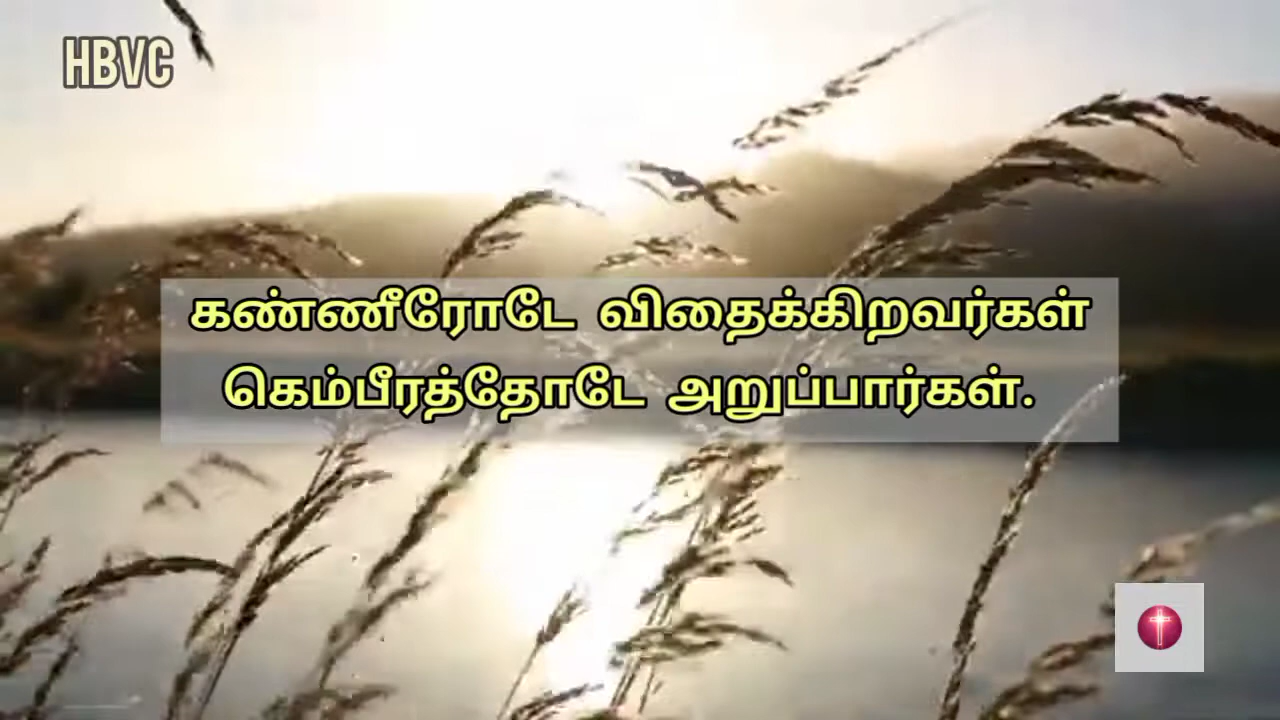 HBVC
கண்ணீரோடே விதைக்கிறவர்கள்
கெம்பீரத்தோடே அறுப்பார்கள்.